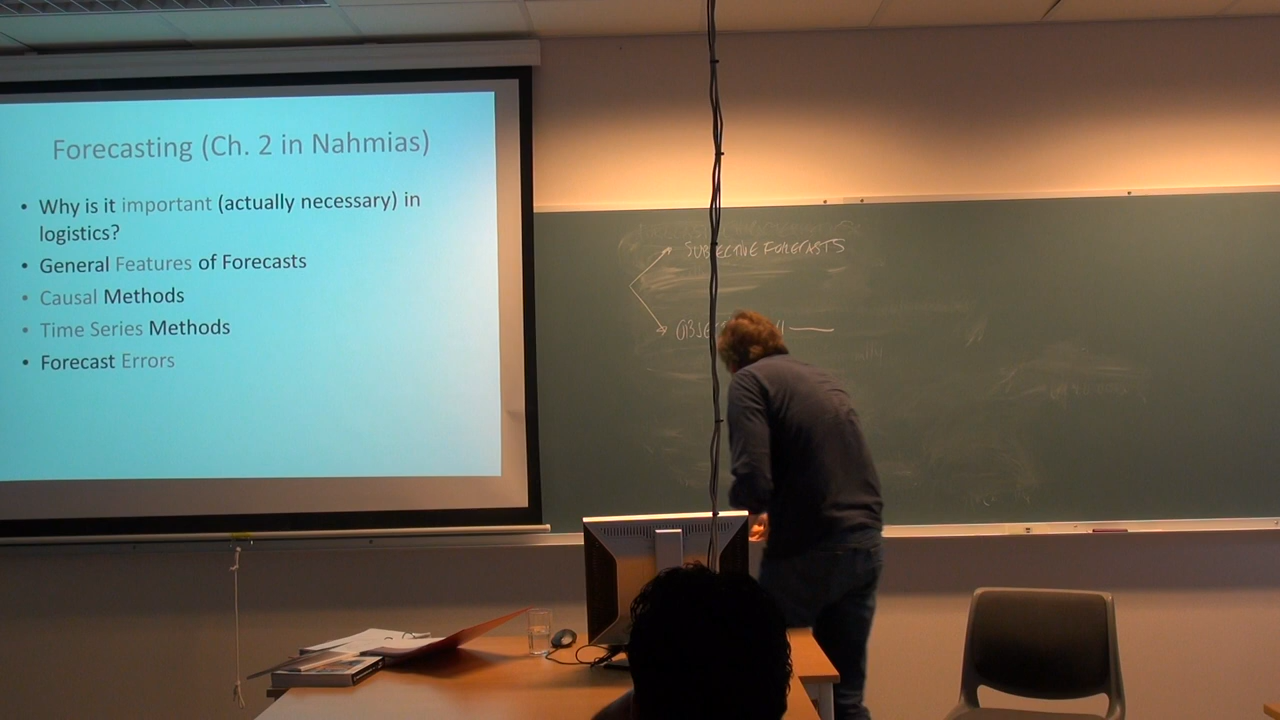 Forecasting (Ch. 2 in Nahmias)
• Why is it important (actually necessary) in
logistics?
• General Features of Forecasts
• Causal Methods
• Time Series Methods
• Forecast Errors
SUBJECTIVE FORECASTS